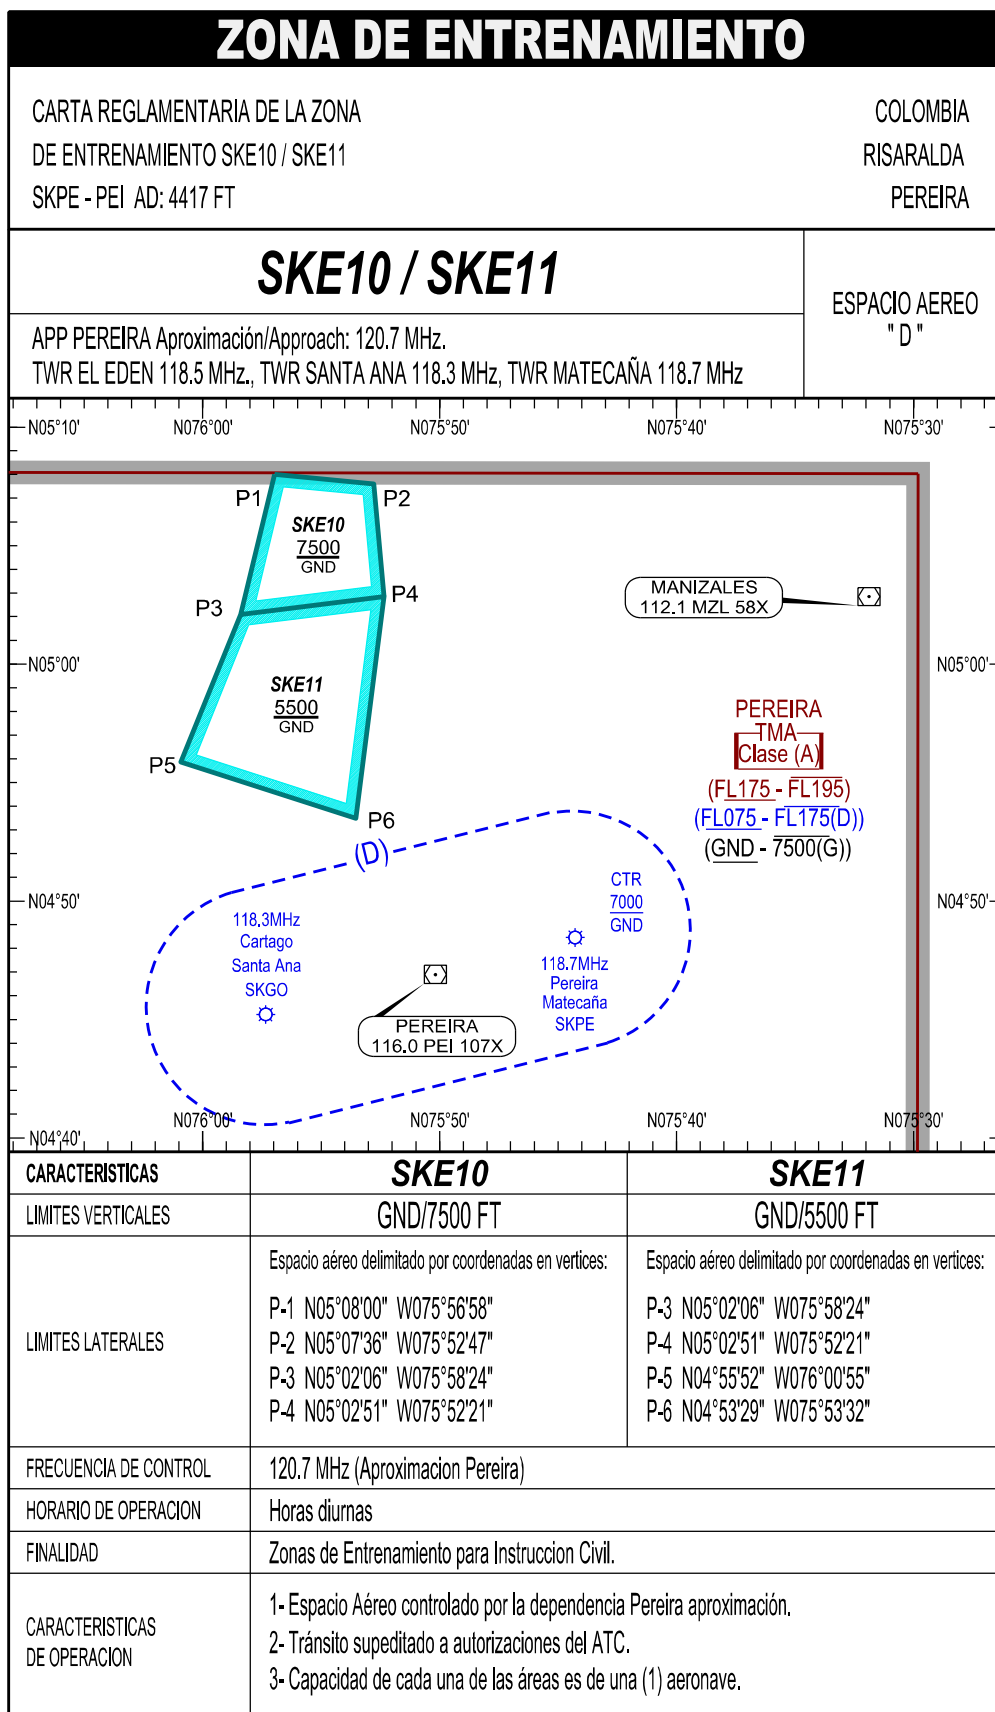 ZONA DE ENTRENAMIENTO
CARTA REGLAMENTARIA DE LA ZONA
DE ENTRENAMIENTO SKE10 / SKE11
SKPE - PEI AD: 4417 FT
COLOMBIA
RISARALDA
PEREIRA
SKE10 / SKE11
APP PEREIRA Aproximación/Approach: 120.7 MHz.
TWR EL EDEN 118.5 MHz., TWR SANTA ANA 118.3 MHz, TWR MATECAÑA 118.7 MHz
ESPACIO AEREO
" D "
N05°10' N076°00' N075°50' N075°40' N075°30'
P1
P2
SKE10
7500
GND
P3
P4
MANIZALES
112.1 MZL 58X
N05°00' N05°00'
SKE11
5500
GND
P5
P6
PEREIRA
TMA
Clase (A)
(FL175 - FL195)
(FL075 - FL175(D))
(GND - 7500(G))
(D)
N04°50' N04°50'
CTR
7000
GND
118.3MHz
Cartago
Santa Ana
SKGO
118.7MHz
Pereira
Matecaña
SKPE
PEREIRA
116.0 PEI 107X
N04°40' N076°00' N075°50' N075°40' N075°30'
CARACTERISTICAS SKE10 SKE11
LIMITES VERTICALES GND/7500 FT GND/5500 FT
LIMITES LATERALES
Espacio aéreo delimitado por coordenadas en vertices:
P-1 N05°08'00" W075°56'58"
P-2 N05°07'36" W075°52'47"
P-3 N05°02'06" W075°58'24"
P-4 N05°02'51" W075°52'21"
Espacio aéreo delimitado por coordenadas en vertices:
P-3 N05°02'06" W075°58'24"
P-4 N05°02'51" W075°52'21"
P-5 N04°55'52" W076°00'55"
P-6 N04°53'29" W075°53'32"
FRECUENCIA DE CONTROL 120.7 MHz (Aproximacion Pereira)
HORARIO DE OPERACION Horas diurnas
FINALIDAD Zonas de Entrenamiento para Instruccion Civil.
CARACTERISTICAS
DE OPERACION
1- Espacio Aéreo controlado por la dependencia Pereira aproximación.
2- Tránsito supeditado a autorizaciones del ATC.
3- Capacidad de cada una de las áreas es de una (1) aeronave.